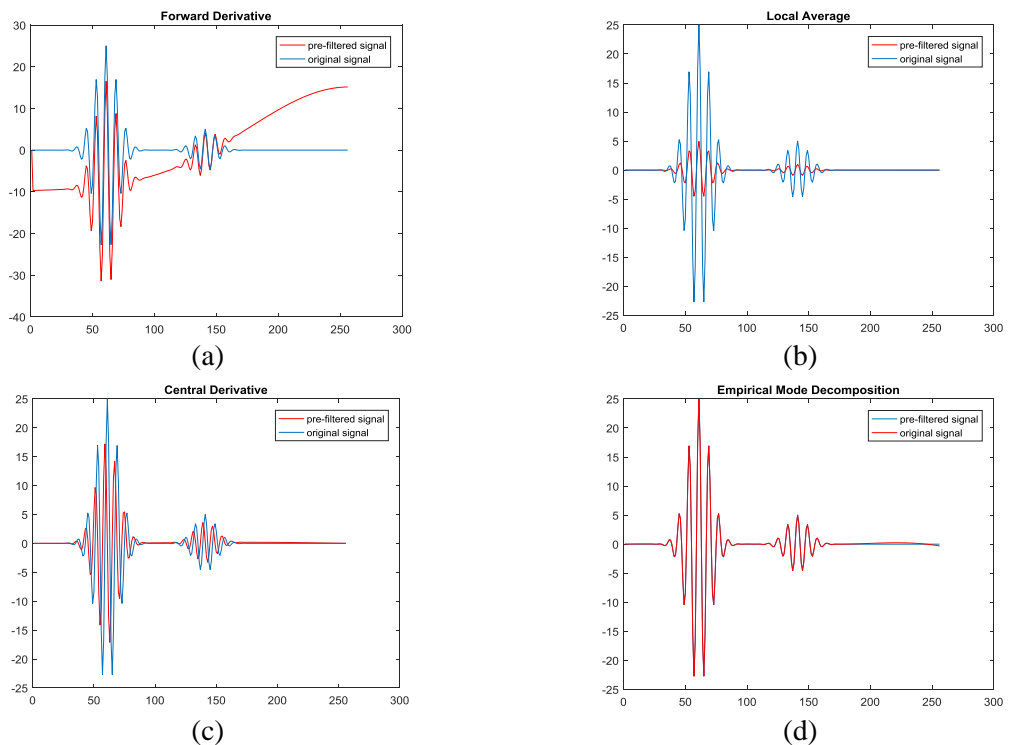 Forward Derivative
30
20
10
0
-10
-20
-30
-40
0 50 100 150 200 250 300
pre-filtered signal
original signal
(a)
Local Average
25
20
15
10
5
0
-5
-10
-15
-20
-25
0 50 100 150 200 250 300
pre-filtered signal
original signal
(b)
Central Derivative
25
20
15
10
5
0
-5
-10
-15
-20
-25
0 50 100 150 200 250 300
pre-filtered signal
original signal
(c)
Empirical Mode Decomposition
25
20
15
10
5
0
-5
-10
-15
-20
-25
0 50 100 150 200 250 300
pre-filtered signal
original signal
(d)